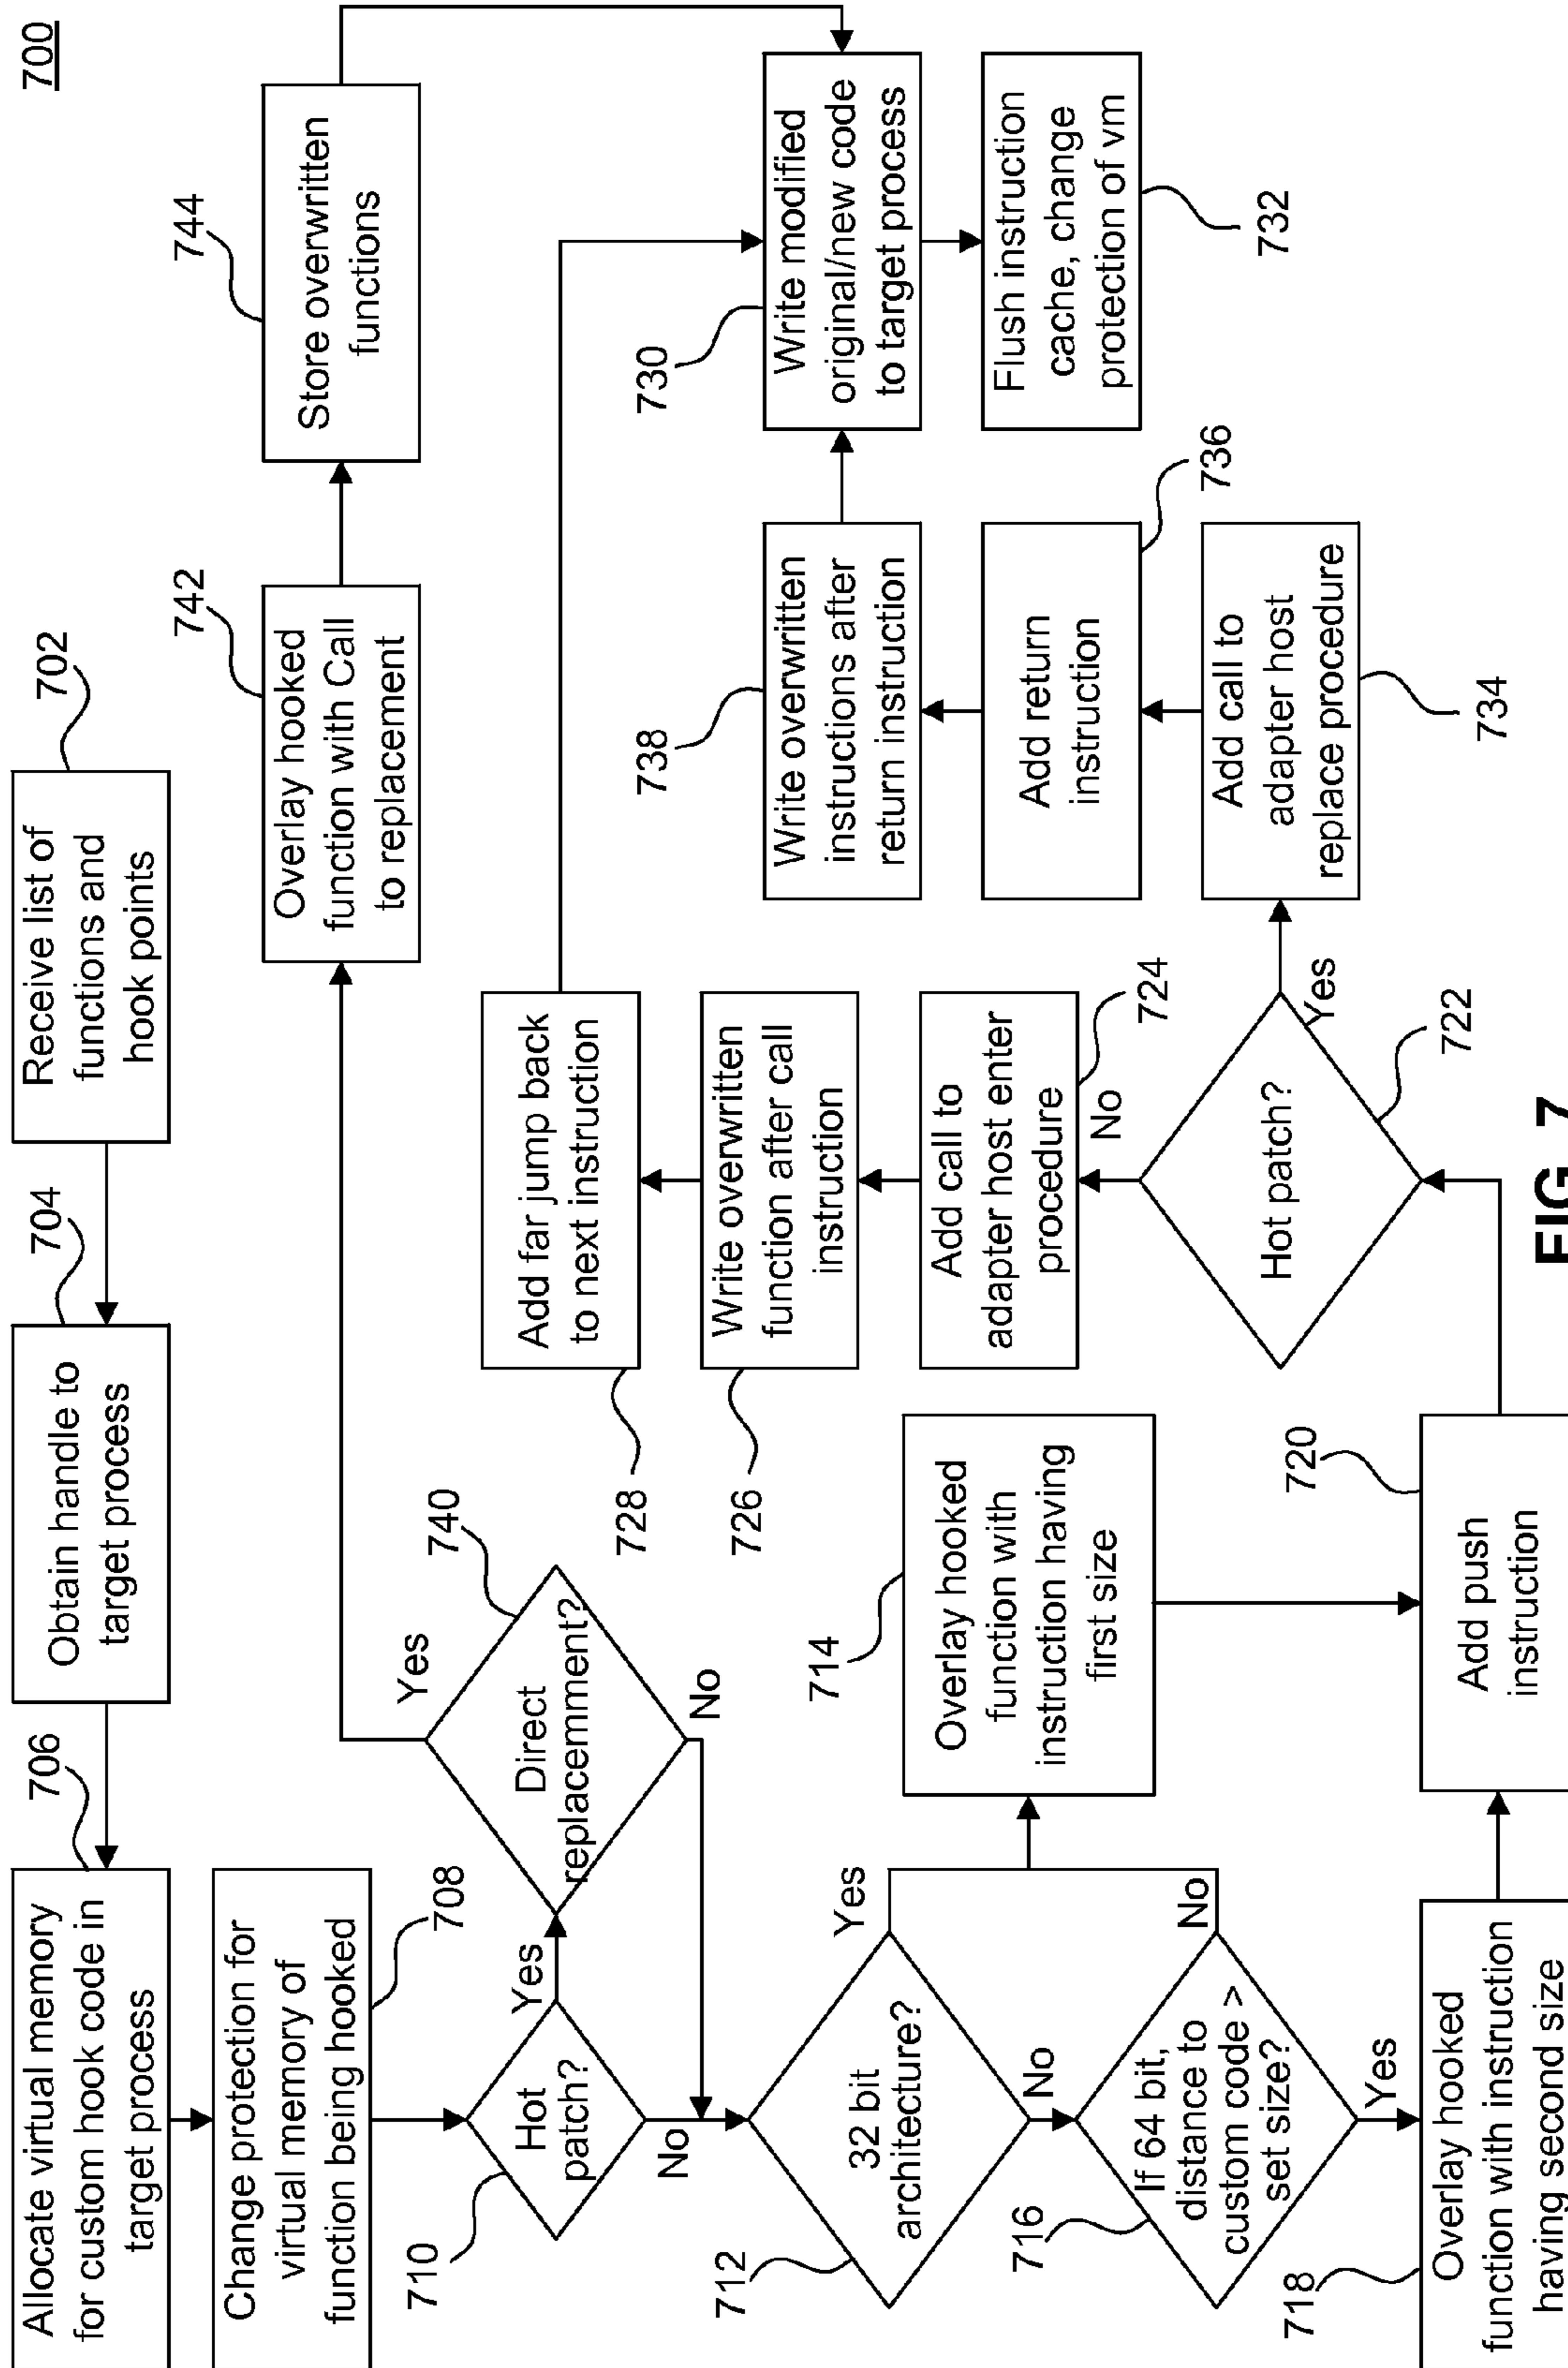 700
702
Receive list of
functions and
hook points
704
Obtain handle to
target process
706
Allocate virtual memory
for custom hook code in
target process
Change protection for
virtual memory of
function being hooked
708
710
Hot
patch?
Yes
No
740
Direct
replacemment?
Yes
No
742
Overlay hooked
function with Call
to replacement
744
Store overwritten
functions
712
32 bit
architecture?
Yes
No
714
Overlay hooked
function with
instruction having
first size
716
If 64 bit,
distance to
custom code >
set size?
No
Yes
718
Overlay hooked
function with instruction
having second size
720
Add push
instruction
Hot patch?
722
No
Yes
Add call to
adapter host enter
procedure
724
Write overwritten
function after call
instruction
726
Add far jump back
to next instruction
728
Add call to
adapter host
replace procedure
734
Add return
instruction
736
738
Write overwritten
instructions after
return instruction
730
Write modified
original/new code
to target process
Flush instruction
cache, change
protection of vm
732
FIG 7